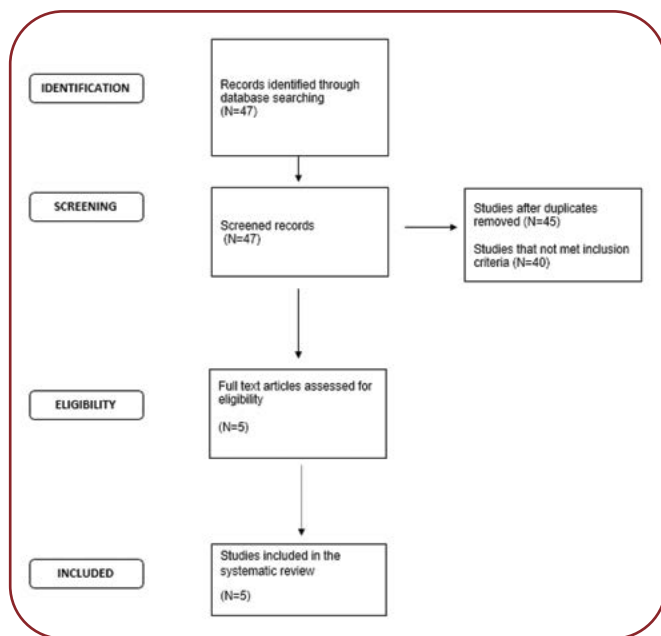 IDENTIFICATION
Records identified through
database searching
(N=47)
SCREENING
Screened records
(N=47)
Studies after duplicates
removed (N=45)
Studies that not met inclusion
criteria (N=40)
ELIGIBILITY
Full text articles assessed for
eligibility
(N=5)
INCLUDED
Studies included in the
systematic review
(N=5)